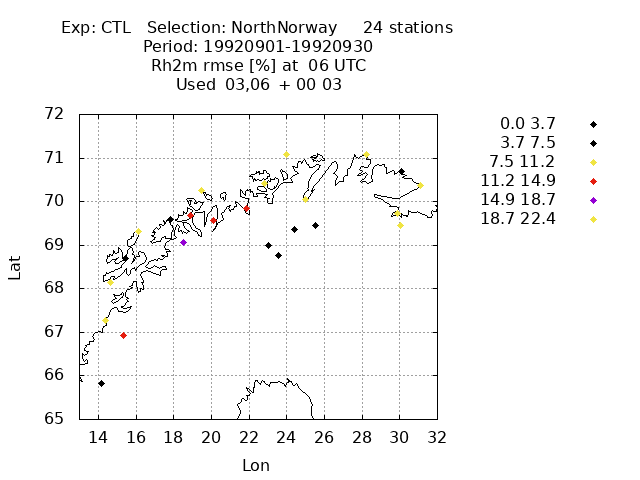 Exp: CTL Selection: NorthNorway 24 stations
Period: 19920901-19920930
Rh2m rmse [%] at 06 UTC
Used 03,06 + 00 03
72
71
70
69
68
67
66
65
14 16 18 20 22 24 26 28 30 32
Lat
Lon
0.0 3.7
3.7 7.5
7.5 11.2
11.2 14.9
14.9 18.7
18.7 22.4